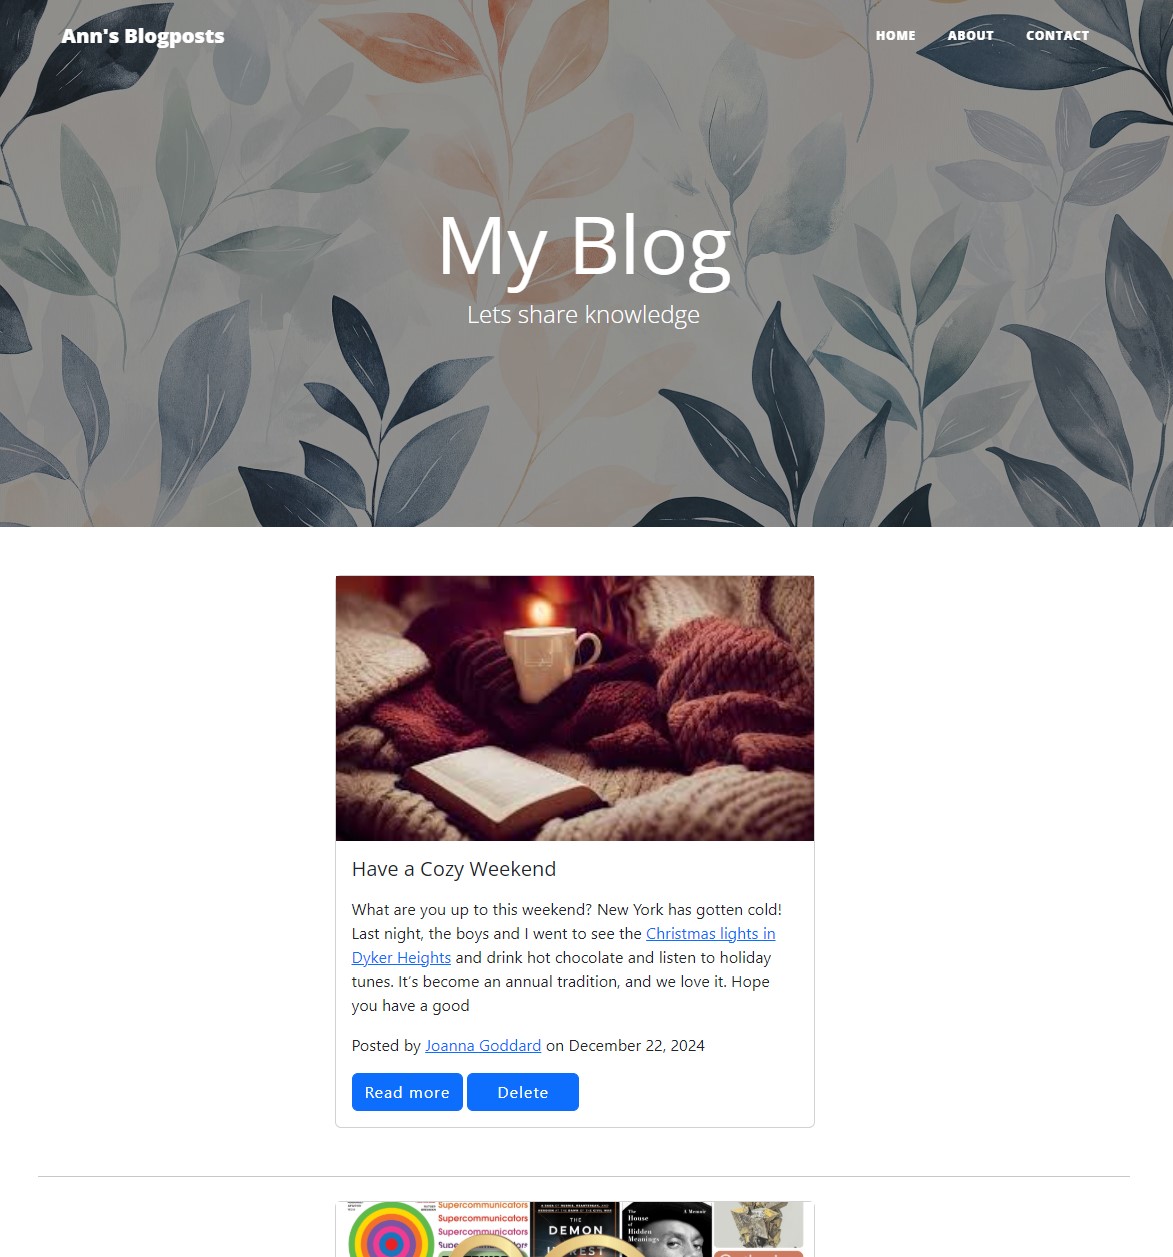 Ann's Blogposts
HOME ABOUT CONTACT
My Blog
Lets share knowledge
Have a Cozy Weekend
What are you up to this weekend? New York has gotten cold!
Last night, the boys and I went to see the Christmas lights in
Dyker Heights and drink hot chocolate and listen to holiday
tunes. It’s become an annual tradition, and we love it. Hope
you have a good
Posted by Joanna Goddard on December 22, 2024
Read more Delete
Supercommunicators
Supercommunicators
Supercommunicators
THE
DEMON
The
House
of
Hidden
Meanings
A Memoir